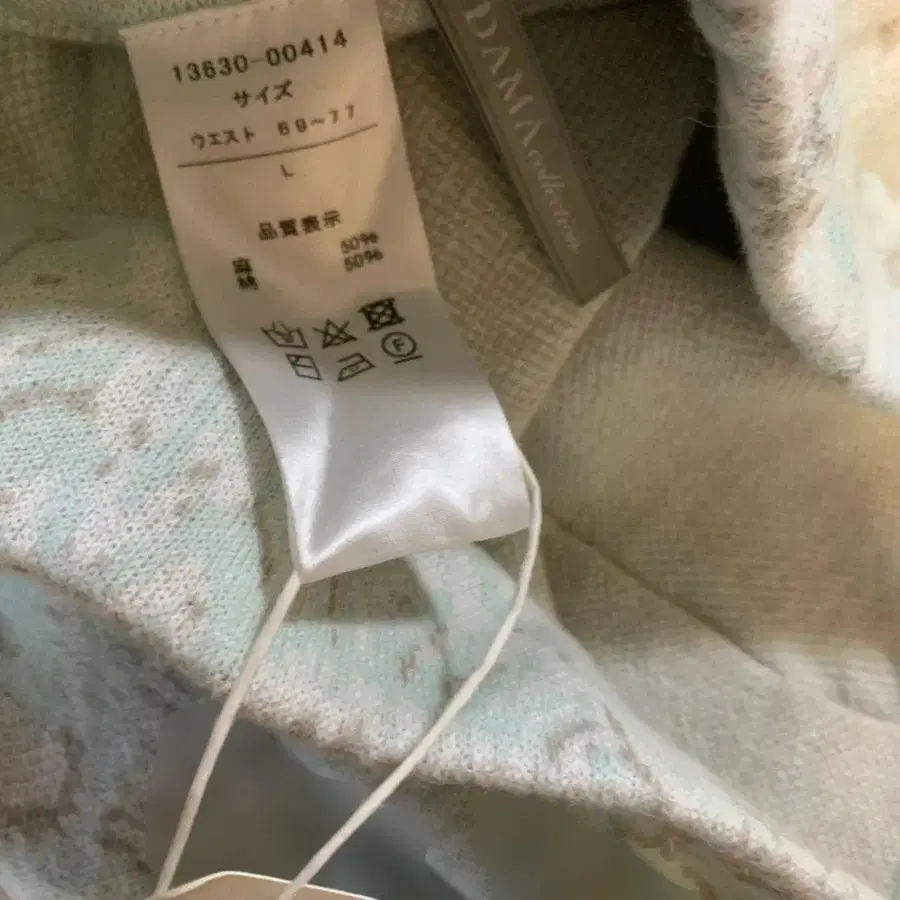 13630-00414
サイズ
ウエスト 69~77
L
品質表示
麻 50%
綿 50%
F
DAMAcollection